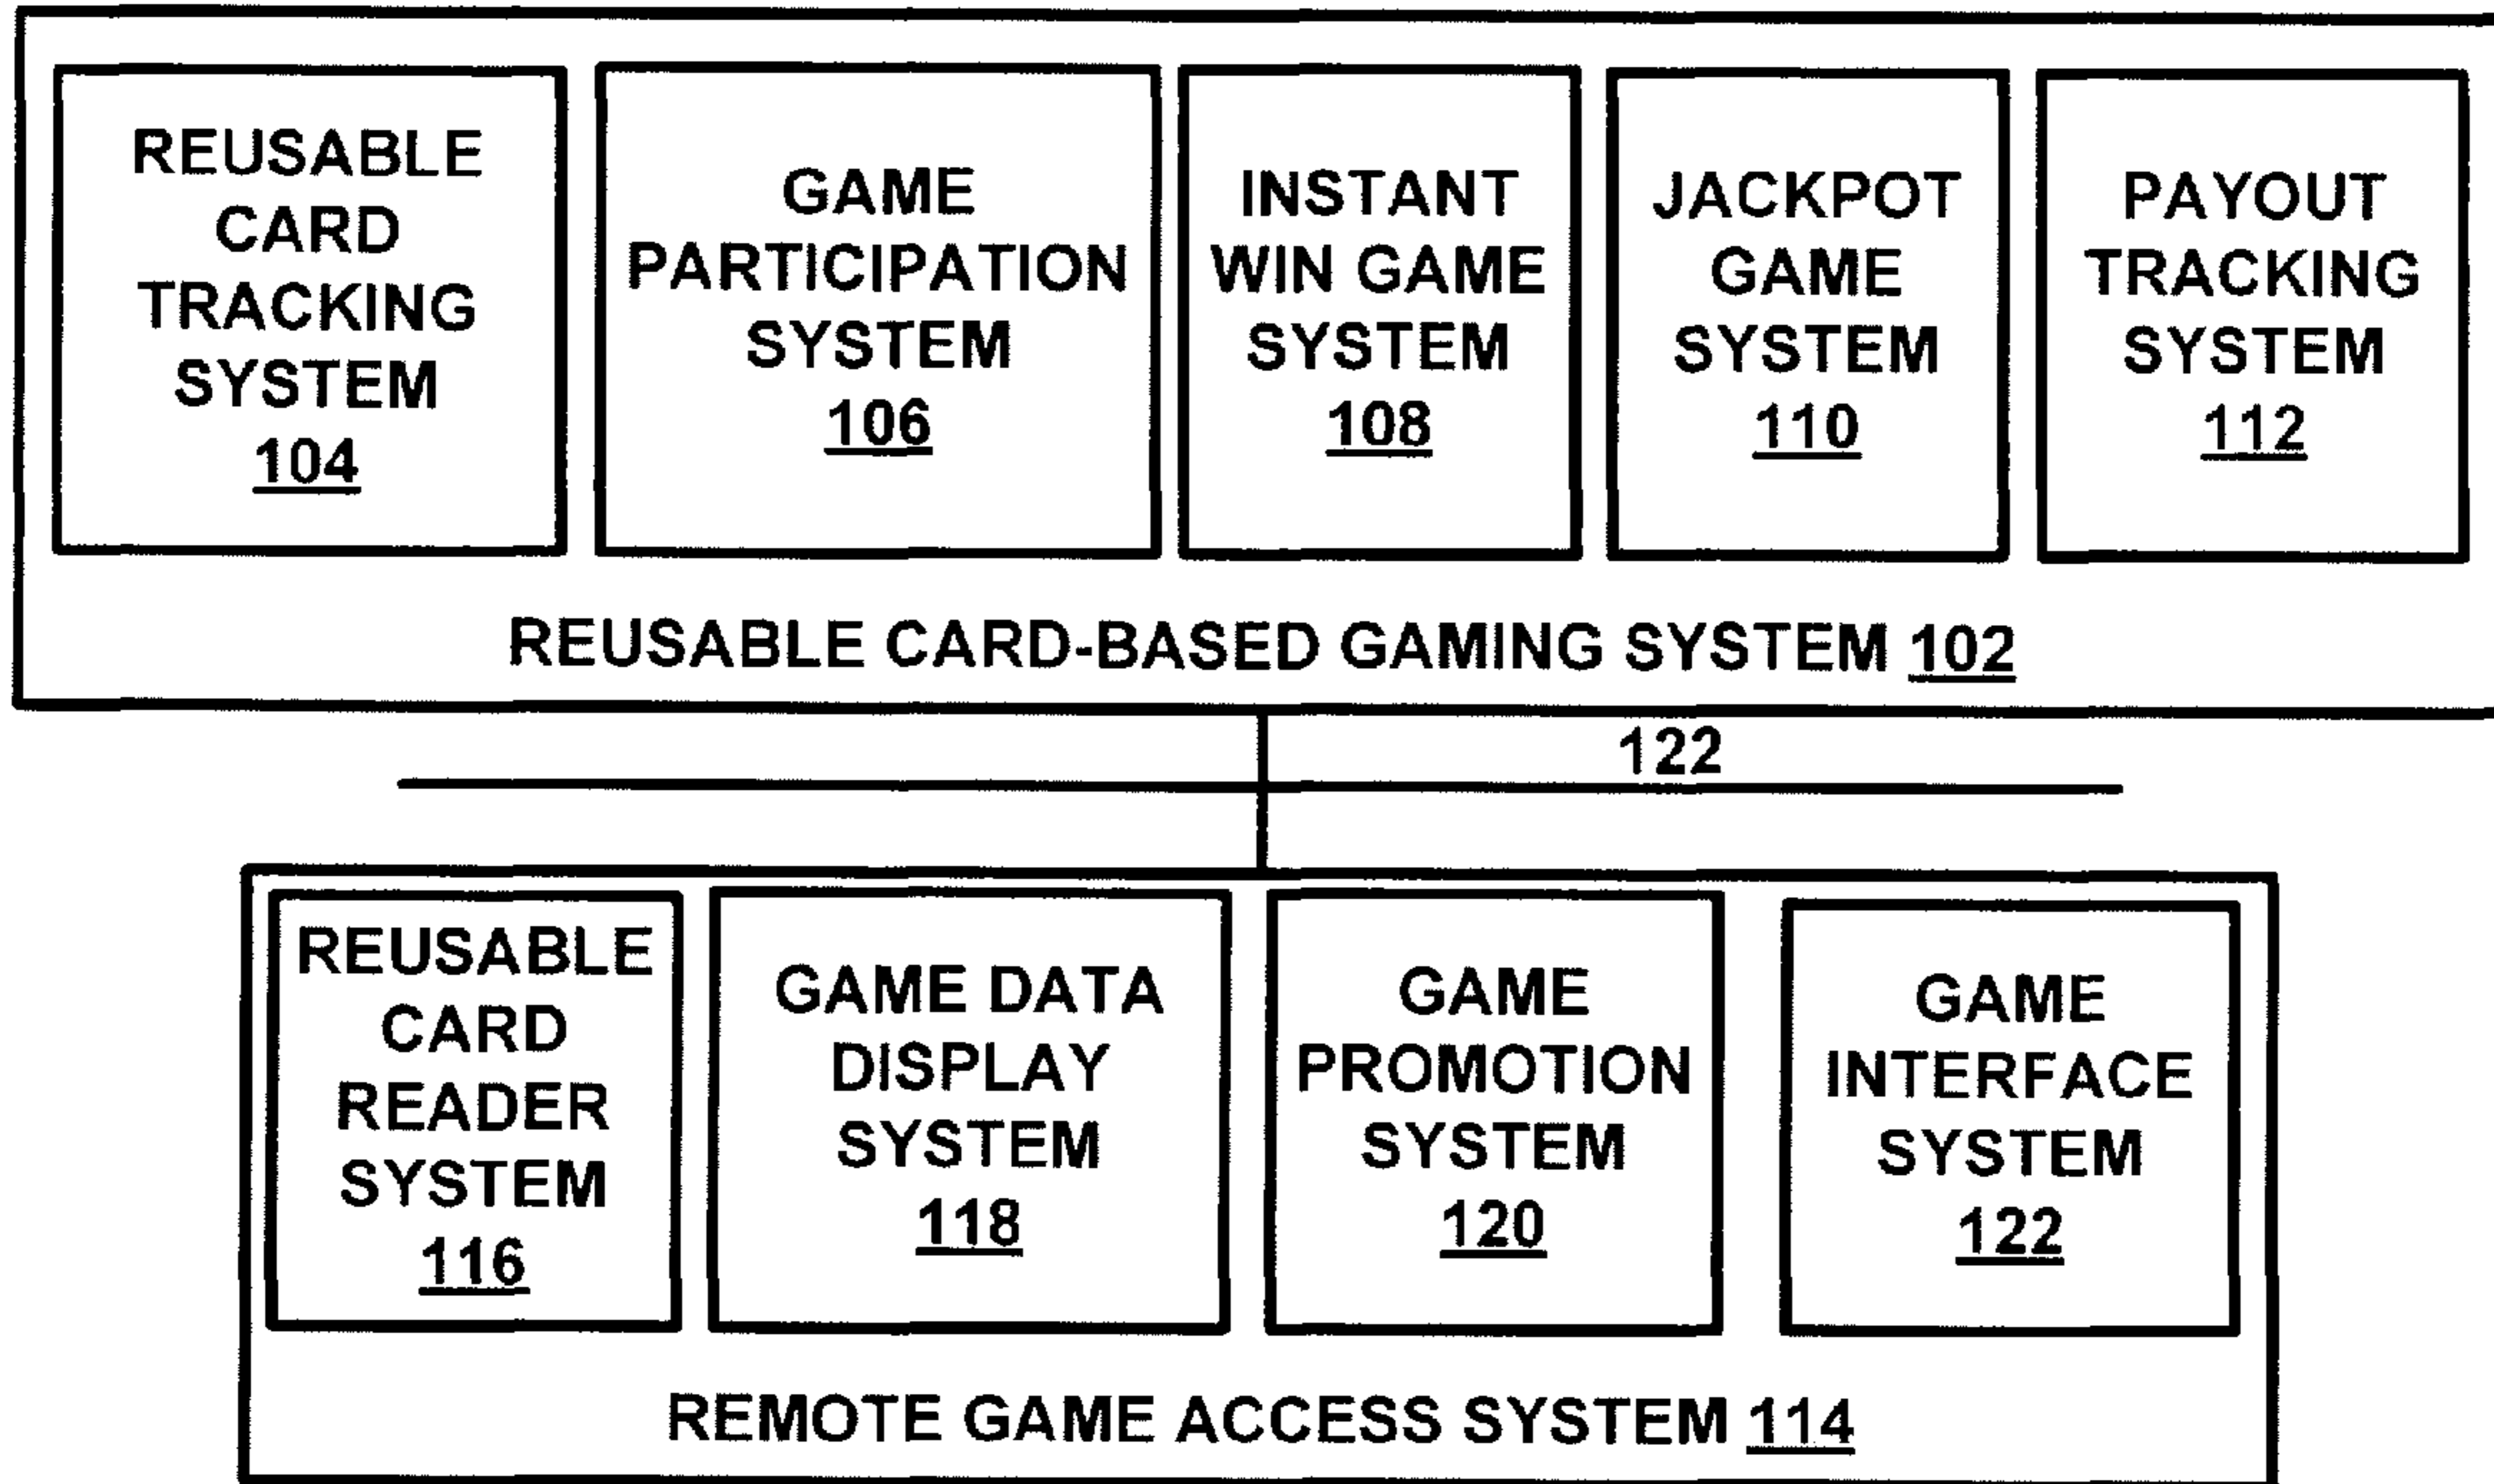 REUSABLE
CARD
TRACKING
SYSTEM
104
GAME
PARTICIPATION
SYSTEM
106
INSTANT
WIN GAME
SYSTEM
108
JACKPOT
GAME
SYSTEM
110
PAYOUT
TRACKING
SYSTEM
112
REUSABLE CARD-BASED GAMING SYSTEM 102
122
REUSABLE
CARD
READER
SYSTEM
116
GAME DATA
DISPLAY
SYSTEM
118
GAME
PROMOTION
SYSTEM
120
GAME
INTERFACE
SYSTEM
122
REMOTE GAME ACCESS SYSTEM 114